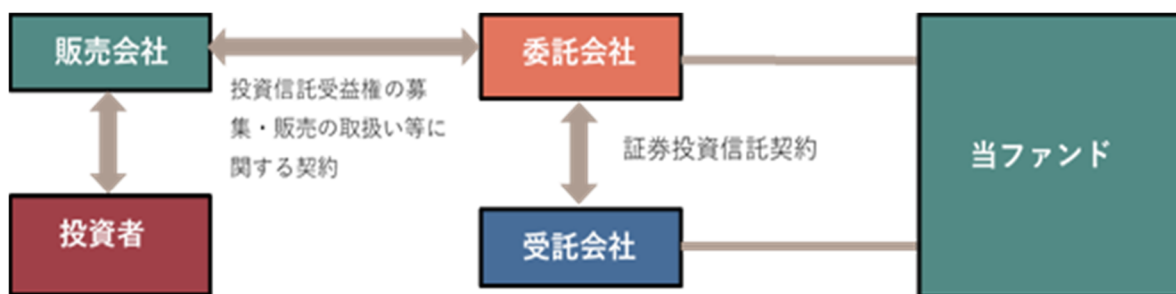 販売会社
委託会社
投資信託受益権の募
集・販売の取扱い等に
関する契約
証券投資信託契約
当ファンド
投資者
受託会社